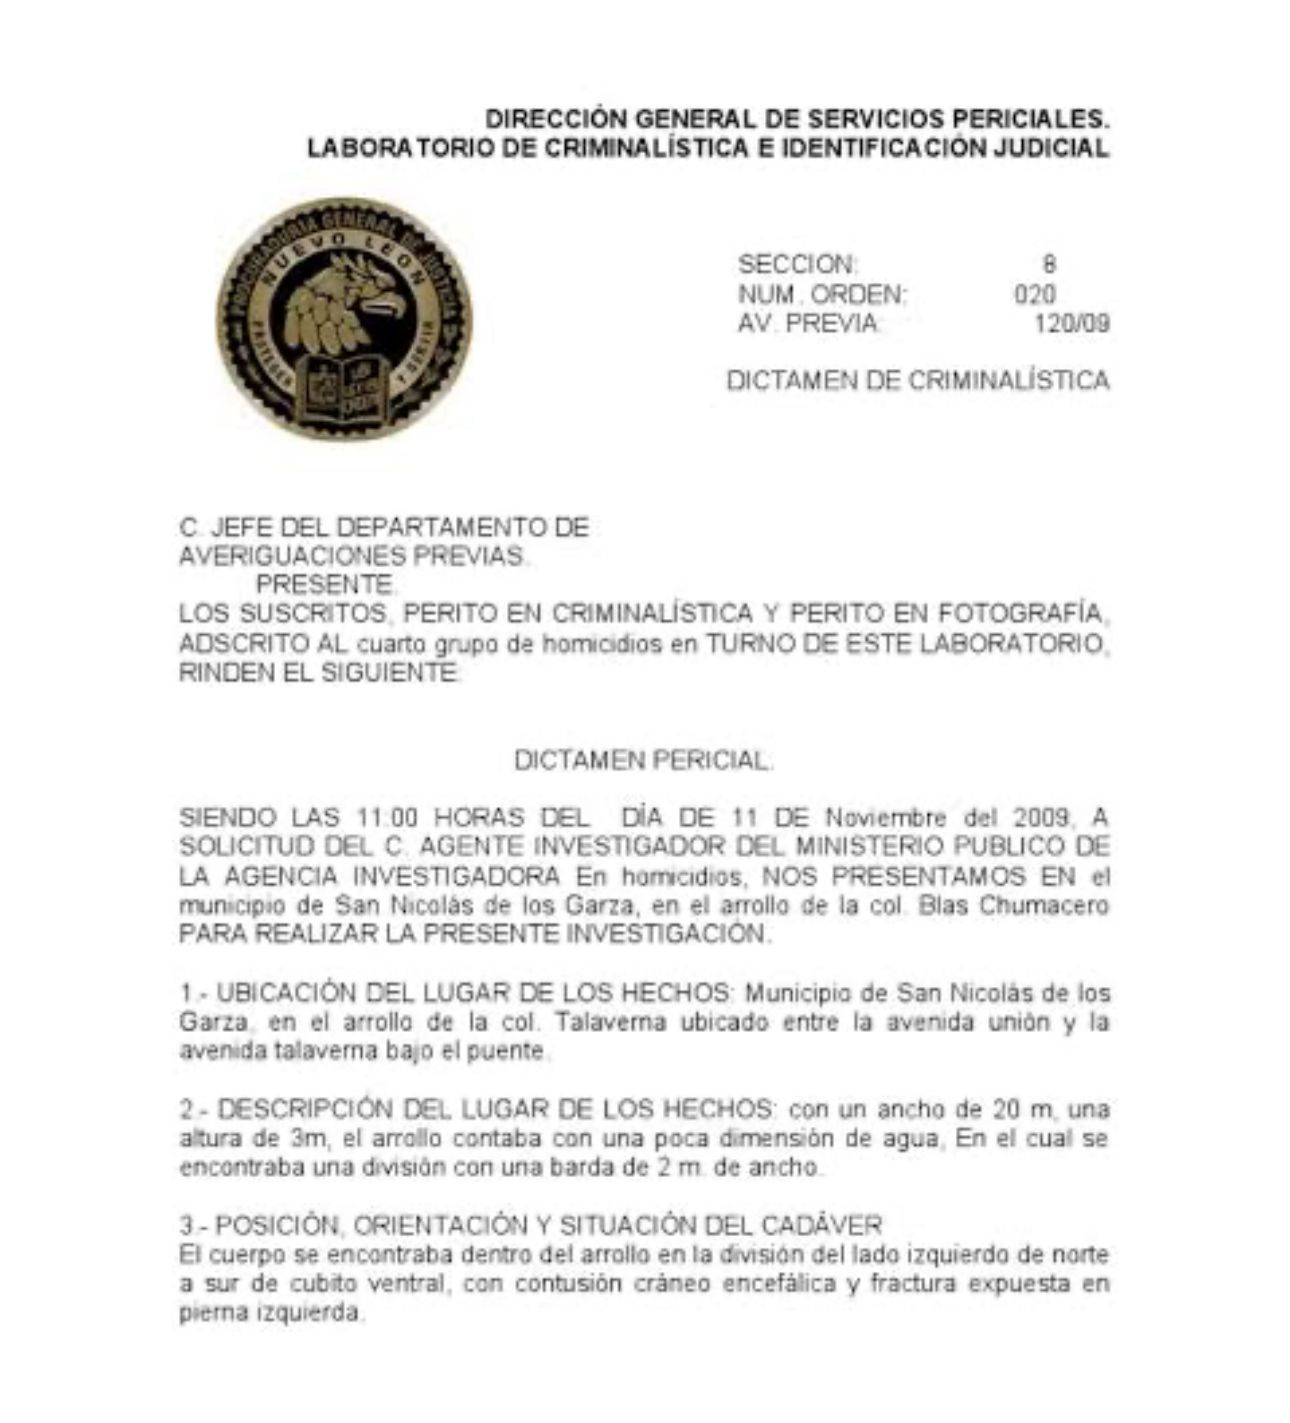 DIRECCIÓN GENERAL DE SERVICIOS PERICIALES.
LABORATORIO DE CRIMINALÍSTICA E IDENTIFICACIÓN JUDICIAL
PROCURADURIA GENERAL DE JUSTICIA
NUEVO LEON
PROTEGER Y SERVIR
SECCION: 8
NUM. ORDEN: 020
AV. PREVIA: 120/09
DICTAMEN DE CRIMINALÍSTICA
C. JEFE DEL DEPARTAMENTO DE
AVERIGUACIONES PREVIAS.
PRESENTE.
LOS SUSCRITOS, PERITO EN CRIMINALÍSTICA Y PERITO EN FOTOGRAFÍA,
ADSCRITO AL cuarto grupo de homicidios en TURNO DE ESTE LABORATORIO,
RINDEN EL SIGUIENTE:
DICTAMEN PERICIAL.
SIENDO LAS 11:00 HORAS DEL DÍA DE 11 DE Noviembre del 2009, A
SOLICITUD DEL C. AGENTE INVESTIGADOR DEL MINISTERIO PUBLICO DE
LA AGENCIA INVESTIGADORA En homicidios, NOS PRESENTAMOS EN el
municipio de San Nicolás de los Garza, en el arrollo de la col. Blas Chumacero
PARA REALIZAR LA PRESENTE INVESTIGACIÓN.
1.- UBICACIÓN DEL LUGAR DE LOS HECHOS: Municipio de San Nicolás de los
Garza, en el arrollo de la col. Talaverna ubicado entre la avenida unión y la
avenida talaverna bajo el puente.
2.- DESCRIPCIÓN DEL LUGAR DE LOS HECHOS: con un ancho de 20 m, una
altura de 3m, el arrollo contaba con una poca dimensión de agua, En el cual se
encontraba una división con una barda de 2 m. de ancho.
3.- POSICIÓN, ORIENTACIÓN Y SITUACIÓN DEL CADÁVER
El cuerpo se encontraba dentro del arrollo en la división del lado izquierdo de norte
a sur de cubito ventral, con contusión cráneo encefálica y fractura expuesta en
pierna izquierda.